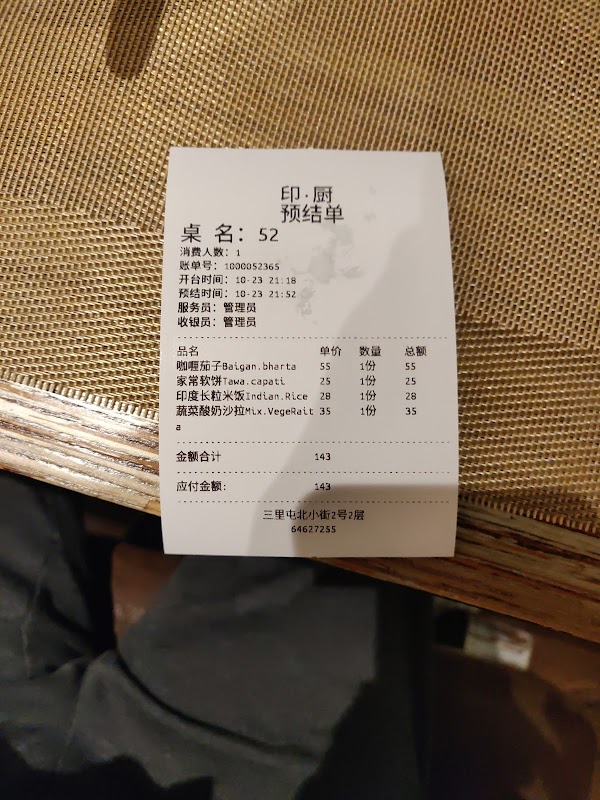 印·厨
预结单
桌 名: 52
消费人数: 1
账单号: 1000052365
开台时间: 10-23 21:18
预结时间: 10-23 21:52
服务员: 管理员
收银员: 管理员
品名 单价 数量 总额
咖喱茄子Baigan.bharta 55 1份 55
家常软饼Tawa.capati 25 1份 25
印度长粒米饭Indian.Rice 28 1份 28
蔬菜酸奶沙拉Mix.VegeRait 35 1份 35
a
金额合计 143
应付金额: 143
三里屯北小街2号2层
64627255